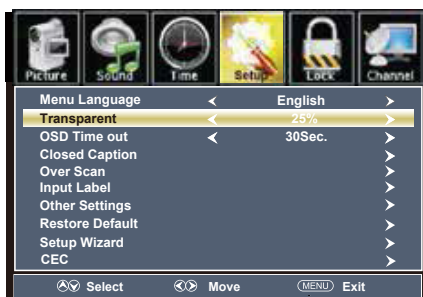 Picture Sound Time Setup Lock Channel
Menu Language English
Transparent 25%
OSD Time out 30Sec.
Closed Caption
Over Scan
Input Label
Other Settings
Restore Default
Setup Wizard
CEC
Select Move MENU Exit